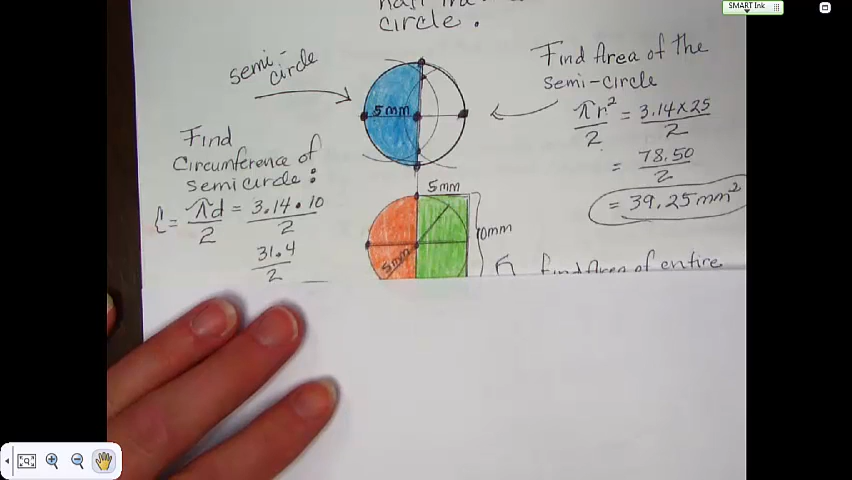 circle.
semi-
circle
5mm
Find Area of the
semi-circle
πr² = 3.14×25
2 2
= 78.50
2
= 39.25mm²
Find
Circumference of
semicircle:
C = πd = 3.14 · 10
2 2
31.4
2
5mm
10mm
5mm
find Area of entire
SMART Ink